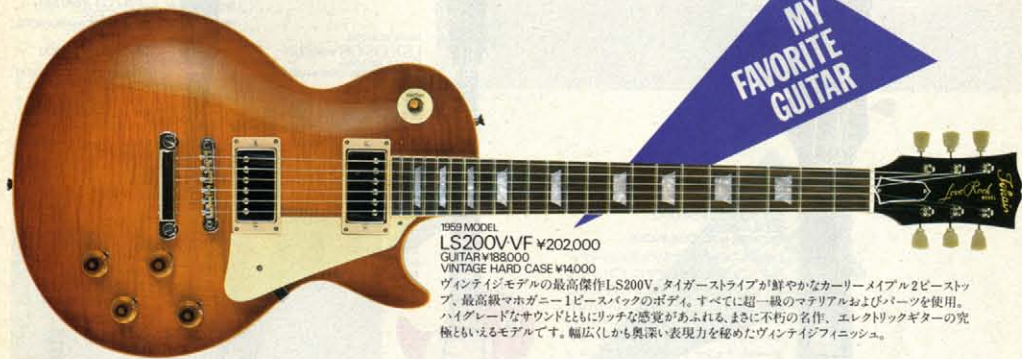 MY
FAVORITE
GUITAR
Tokai
Love Rock
MODEL
1959 MODEL
LS200V·VF ¥202,000
GUITAR ¥188,000
VINTAGE HARD CASE ¥14,000
ヴィンテイジモデルの最高傑作LS200V。タイガーストライプが鮮やかなカーリーメイプル2ピーストッ
プ、最高級マホガニー1ピースバックのボディ。すべてに超一級のマテリアルおよびパーツを使用。
ハイグレードなサウンドとともにリッチな感覚があふれる、まさに不朽の名作、エレクトリックギターの究
極ともいえるモデルです。幅広くしかも奥深い表現力を秘めたヴィンテイジフィニッシュ。